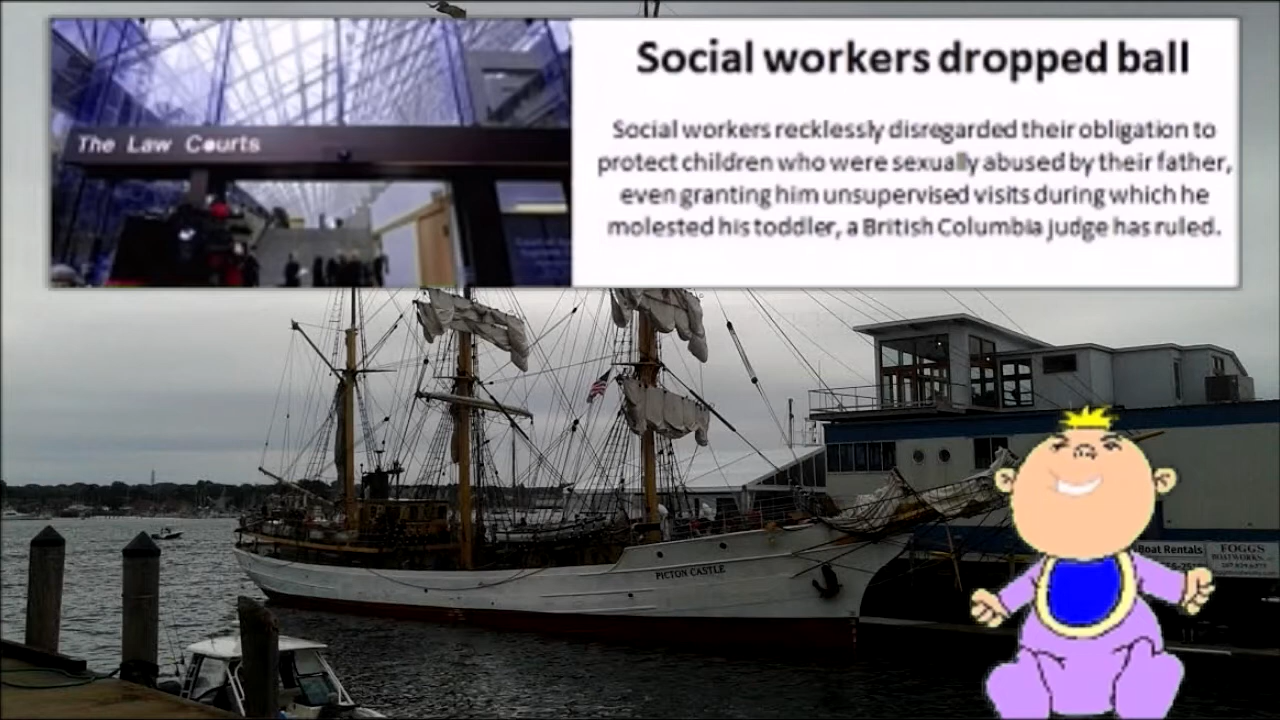 The Law Courts
Social workers dropped ball
Social workers recklessly disregarded their obligation to
protect children who were sexually abused by their father,
even granting him unsupervised visits during which he
molested his toddler, a British Columbia judge has ruled.
PICTON CASTLE
Boat Rentals
FOGGS